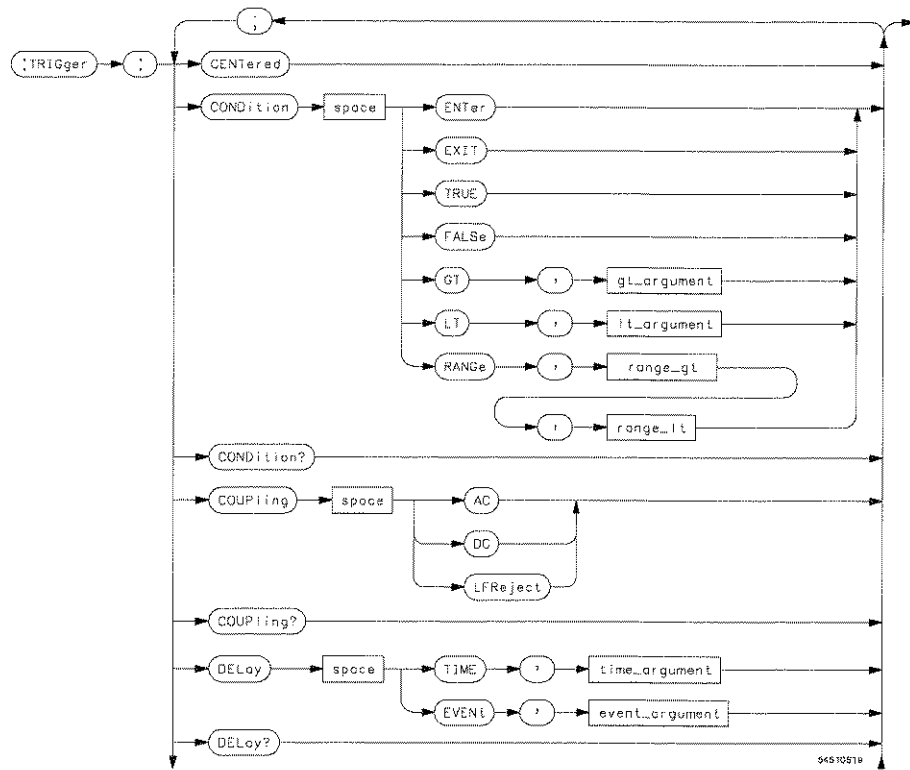 ;
:TRIGger : CENTered
CONDition space ENTer
EXIT
TRUE
FALSe
GT , gt_argument
LT , lt_argument
RANGe , range_gt
, range_lt
CONDition?
COUPling space AC
DC
LFReject
COUPling?
DELay space TIME , time_argument
EVENt , event_argument
DELay?
54510S19